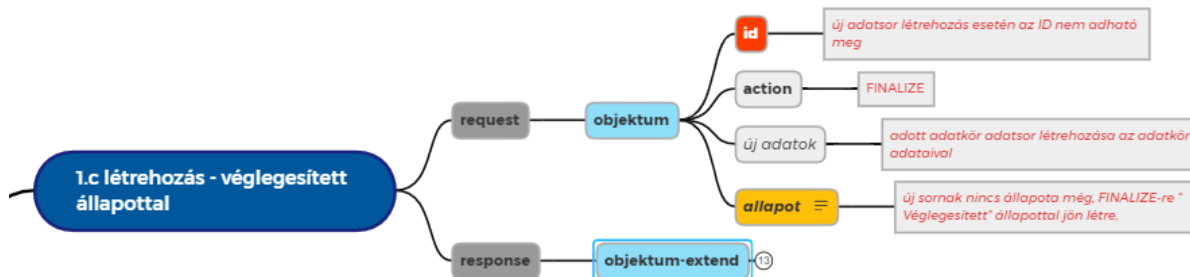 új adatsor létrehozás esetén az ID nem adható
meg
id
action
FINALIZE
request
objektum
új adatok
adott adatkör adatsor létrehozása az adatkör
adataival
1.c létrehozás - véglegesített
állapottal
allapot
új sornak nincs állapota még, FINALIZE-re "
Véglegesített" állapottal jön létre,
response
objektum-extend
13